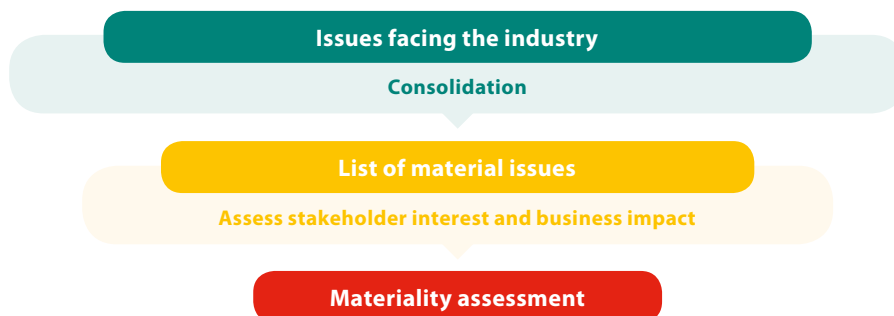 Issues facing the industry
Consolidation
List of material issues
Assess stakeholder interest and business impact
Materiality assessment